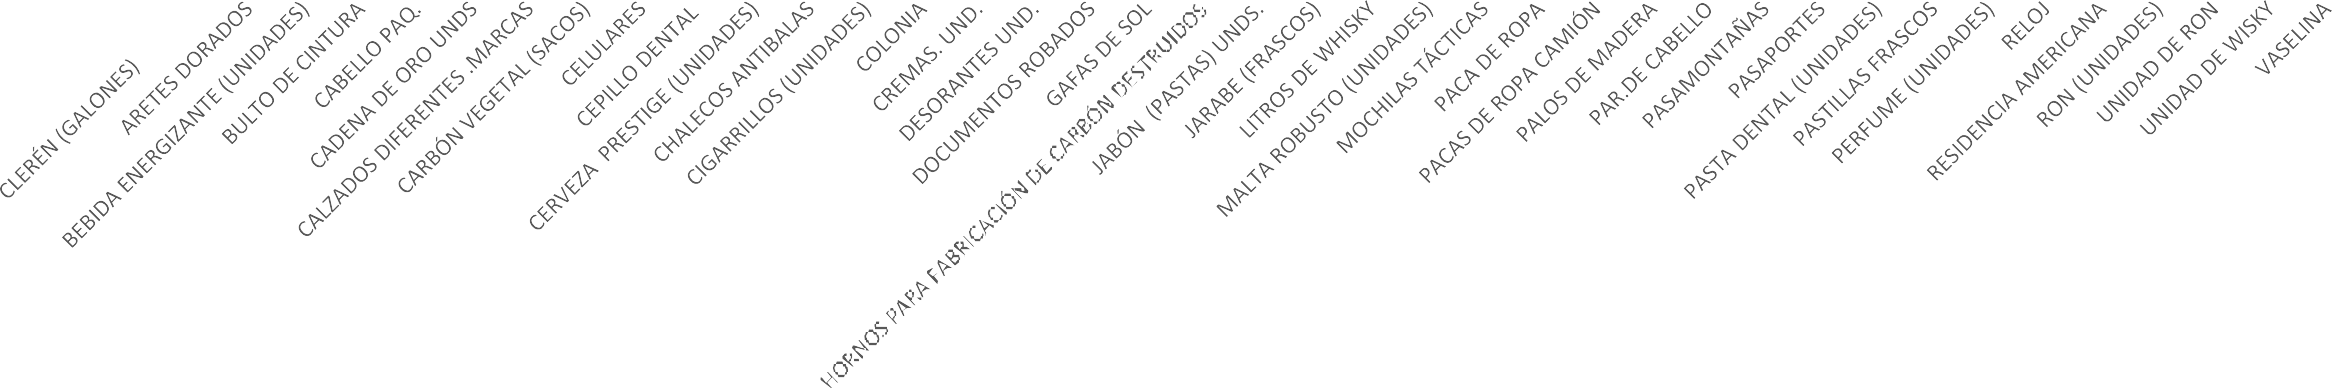 CLERÉN (GALONES)
ARETES DORADOS
BEBIDA ENERGIZANTE (UNIDADES)
BULTO DE CINTURA
CABELLO PAQ.
CADENA DE ORO UNDS
CALZADOS DIFERENTES .MARCAS
CARBÓN VEGETAL (SACOS)
CELULARES
CEPILLO DENTAL
CERVEZA PRESTIGE (UNIDADES)
CHALECOS ANTIBALAS
CIGARRILLOS (UNIDADES)
COLONIA
CREMAS. UND.
DESORANTES UND.
DOCUMENTOS ROBADOS
GAFAS DE SOL
HORNOS PARA FABRICACIÓN DE CARBÓN DESTRUIDOS
JABÓN (PASTAS) UNDS.
JARABE (FRASCOS)
LITROS DE WHISKY
MALTA ROBUSTO (UNIDADES)
MOCHILAS TÁCTICAS
PACA DE ROPA
PACAS DE ROPA CAMIÓN
PALOS DE MADERA
PAR.DE CABELLO
PASAMONTAÑAS
PASAPORTES
PASTA DENTAL (UNIDADES)
PASTILLAS FRASCOS
PERFUME (UNIDADES)
RELOJ
RESIDENCIA AMERICANA
RON (UNIDADES)
UNIDAD DE RON
UNIDAD DE WISKY
VASELINA